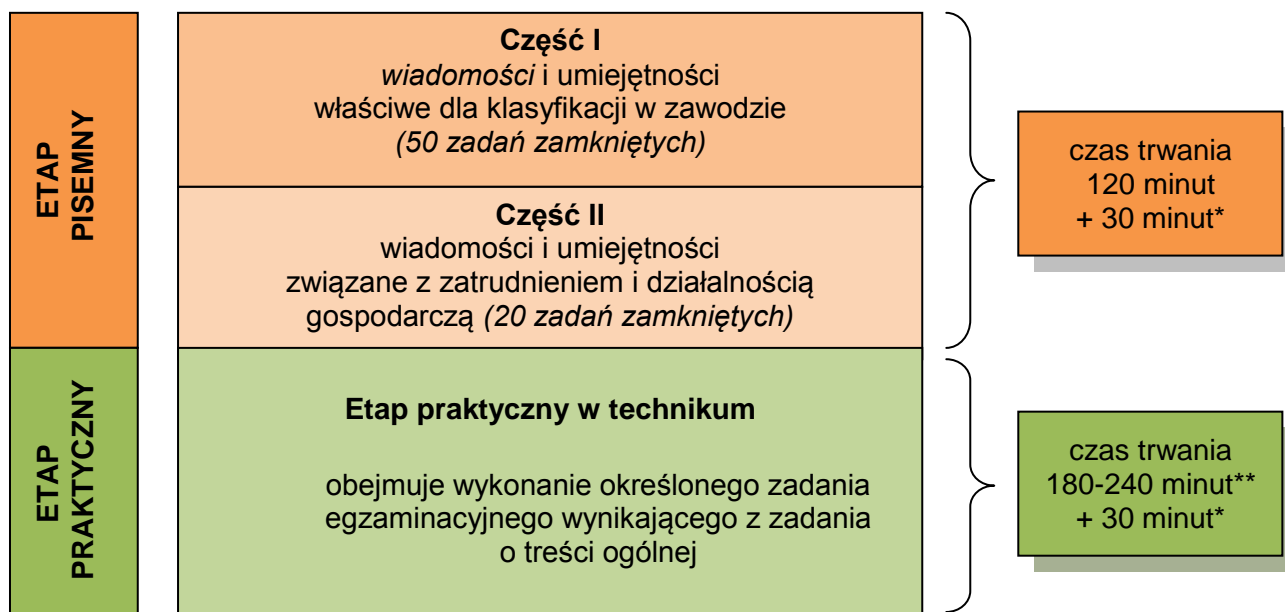 ETAP
PISEMNY
Część I
wiadomości i umiejętności
właściwe dla klasyfikacji w zawodzie
(50 zadań zamkniętych)
Część II
wiadomości i umiejętności
związane z zatrudnieniem i działalnością
gospodarczą (20 zadań zamkniętych)
czas trwania
120 minut
+ 30 minut*
ETAP
PRAKTYCZNY
Etap praktyczny w technikum
obejmuje wykonanie określonego zadania
egzaminacyjnego wynikającego z zadania
o treści ogólnej
czas trwania
180-240 minut**
+ 30 minut*